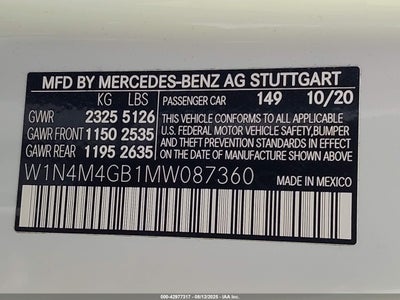 MFD BY MERCEDES-BENZ AG STUTTGART
KG LBS PASSENGER CAR 149 10/20
GVWR 2325 5126
GAWR FRONT 1150 2535
GAWR REAR 1195 2635
THIS VEHICLE CONFORMS TO ALL APPLICABLE
U.S. FEDERAL MOTOR VEHICLE SAFETY, BUMPER
AND THEFT PREVENTION STANDARDS IN EFFECT
ON THE DATE OF MANUFACTURE SHOWN ABOVE.
W1N4M4GB1MW087360 MADE IN MEXICO
500-42977317 - 08/13/2025 - IAA Inc.